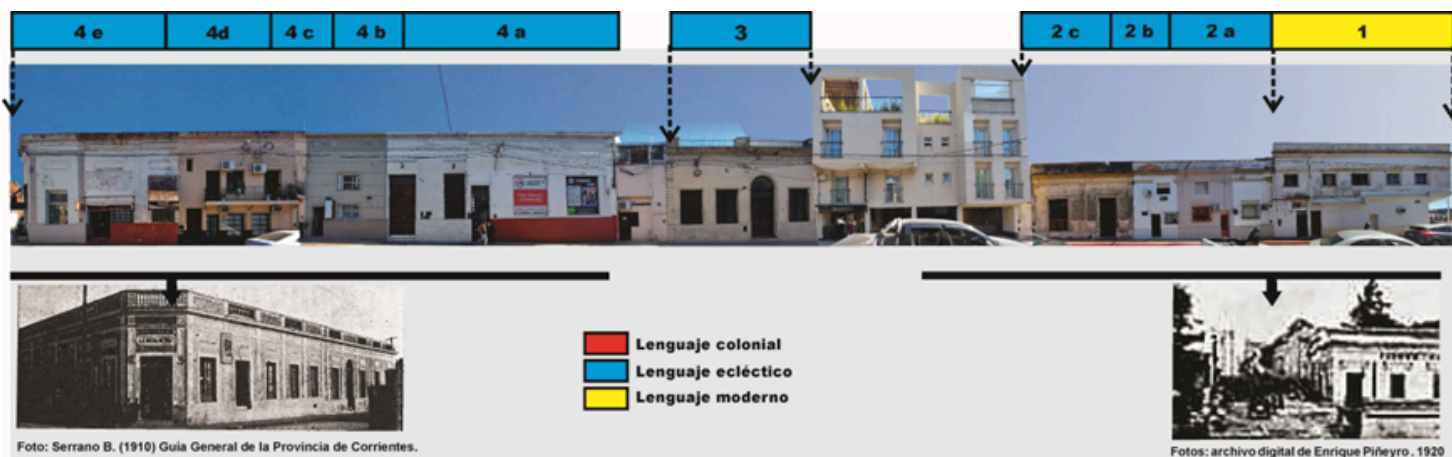 4 e 4d 4 c 4 b 4 a 3 2 c 2 b 2 a 1
Lenguaje colonial
Lenguaje ecléctico
Lenguaje moderno
Foto: Serrano B. (1910) Guía General de la Provincia de Corrientes.
Fotos: archivo digital de Enrique Piñeyro . 1920